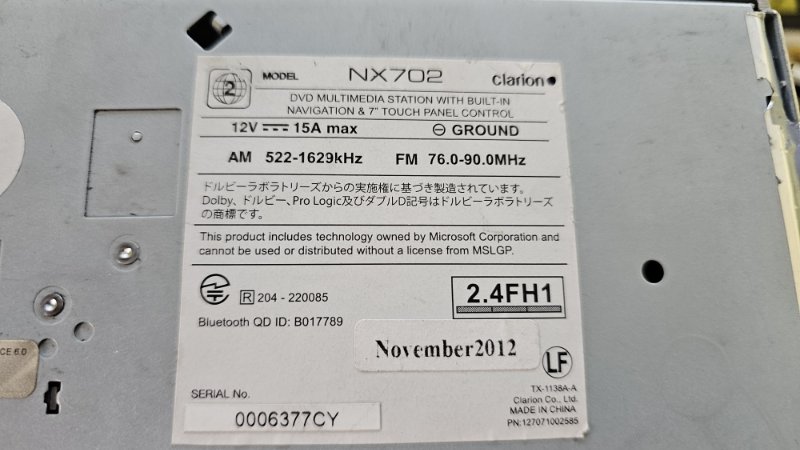 2 MODEL NX702 clarion
DVD MULTIMEDIA STATION WITH BUILT-IN
NAVIGATION & 7" TOUCH PANEL CONTROL
12V 15A max ⊖ GROUND
AM 522-1629kHz FM 76.0-90.0MHz
ドルビーラボラトリーズからの実施権に基づき製造されています。
Dolby、ドルビー、Pro Logic及びダブルD記号はドルビーラボラトリーズ
の商標です。
This product includes technology owned by Microsoft Corporation and
cannot be used or distributed without a license from MSLGP.
R 204 - 220085
2.4FH1
Bluetooth QD ID: B017789
November2012
LF
SERIAL No.
0006377CY
TX-1138A-A
Clarion Co., Ltd.
MADE IN CHINA
PN:127071002585
CE 6.0